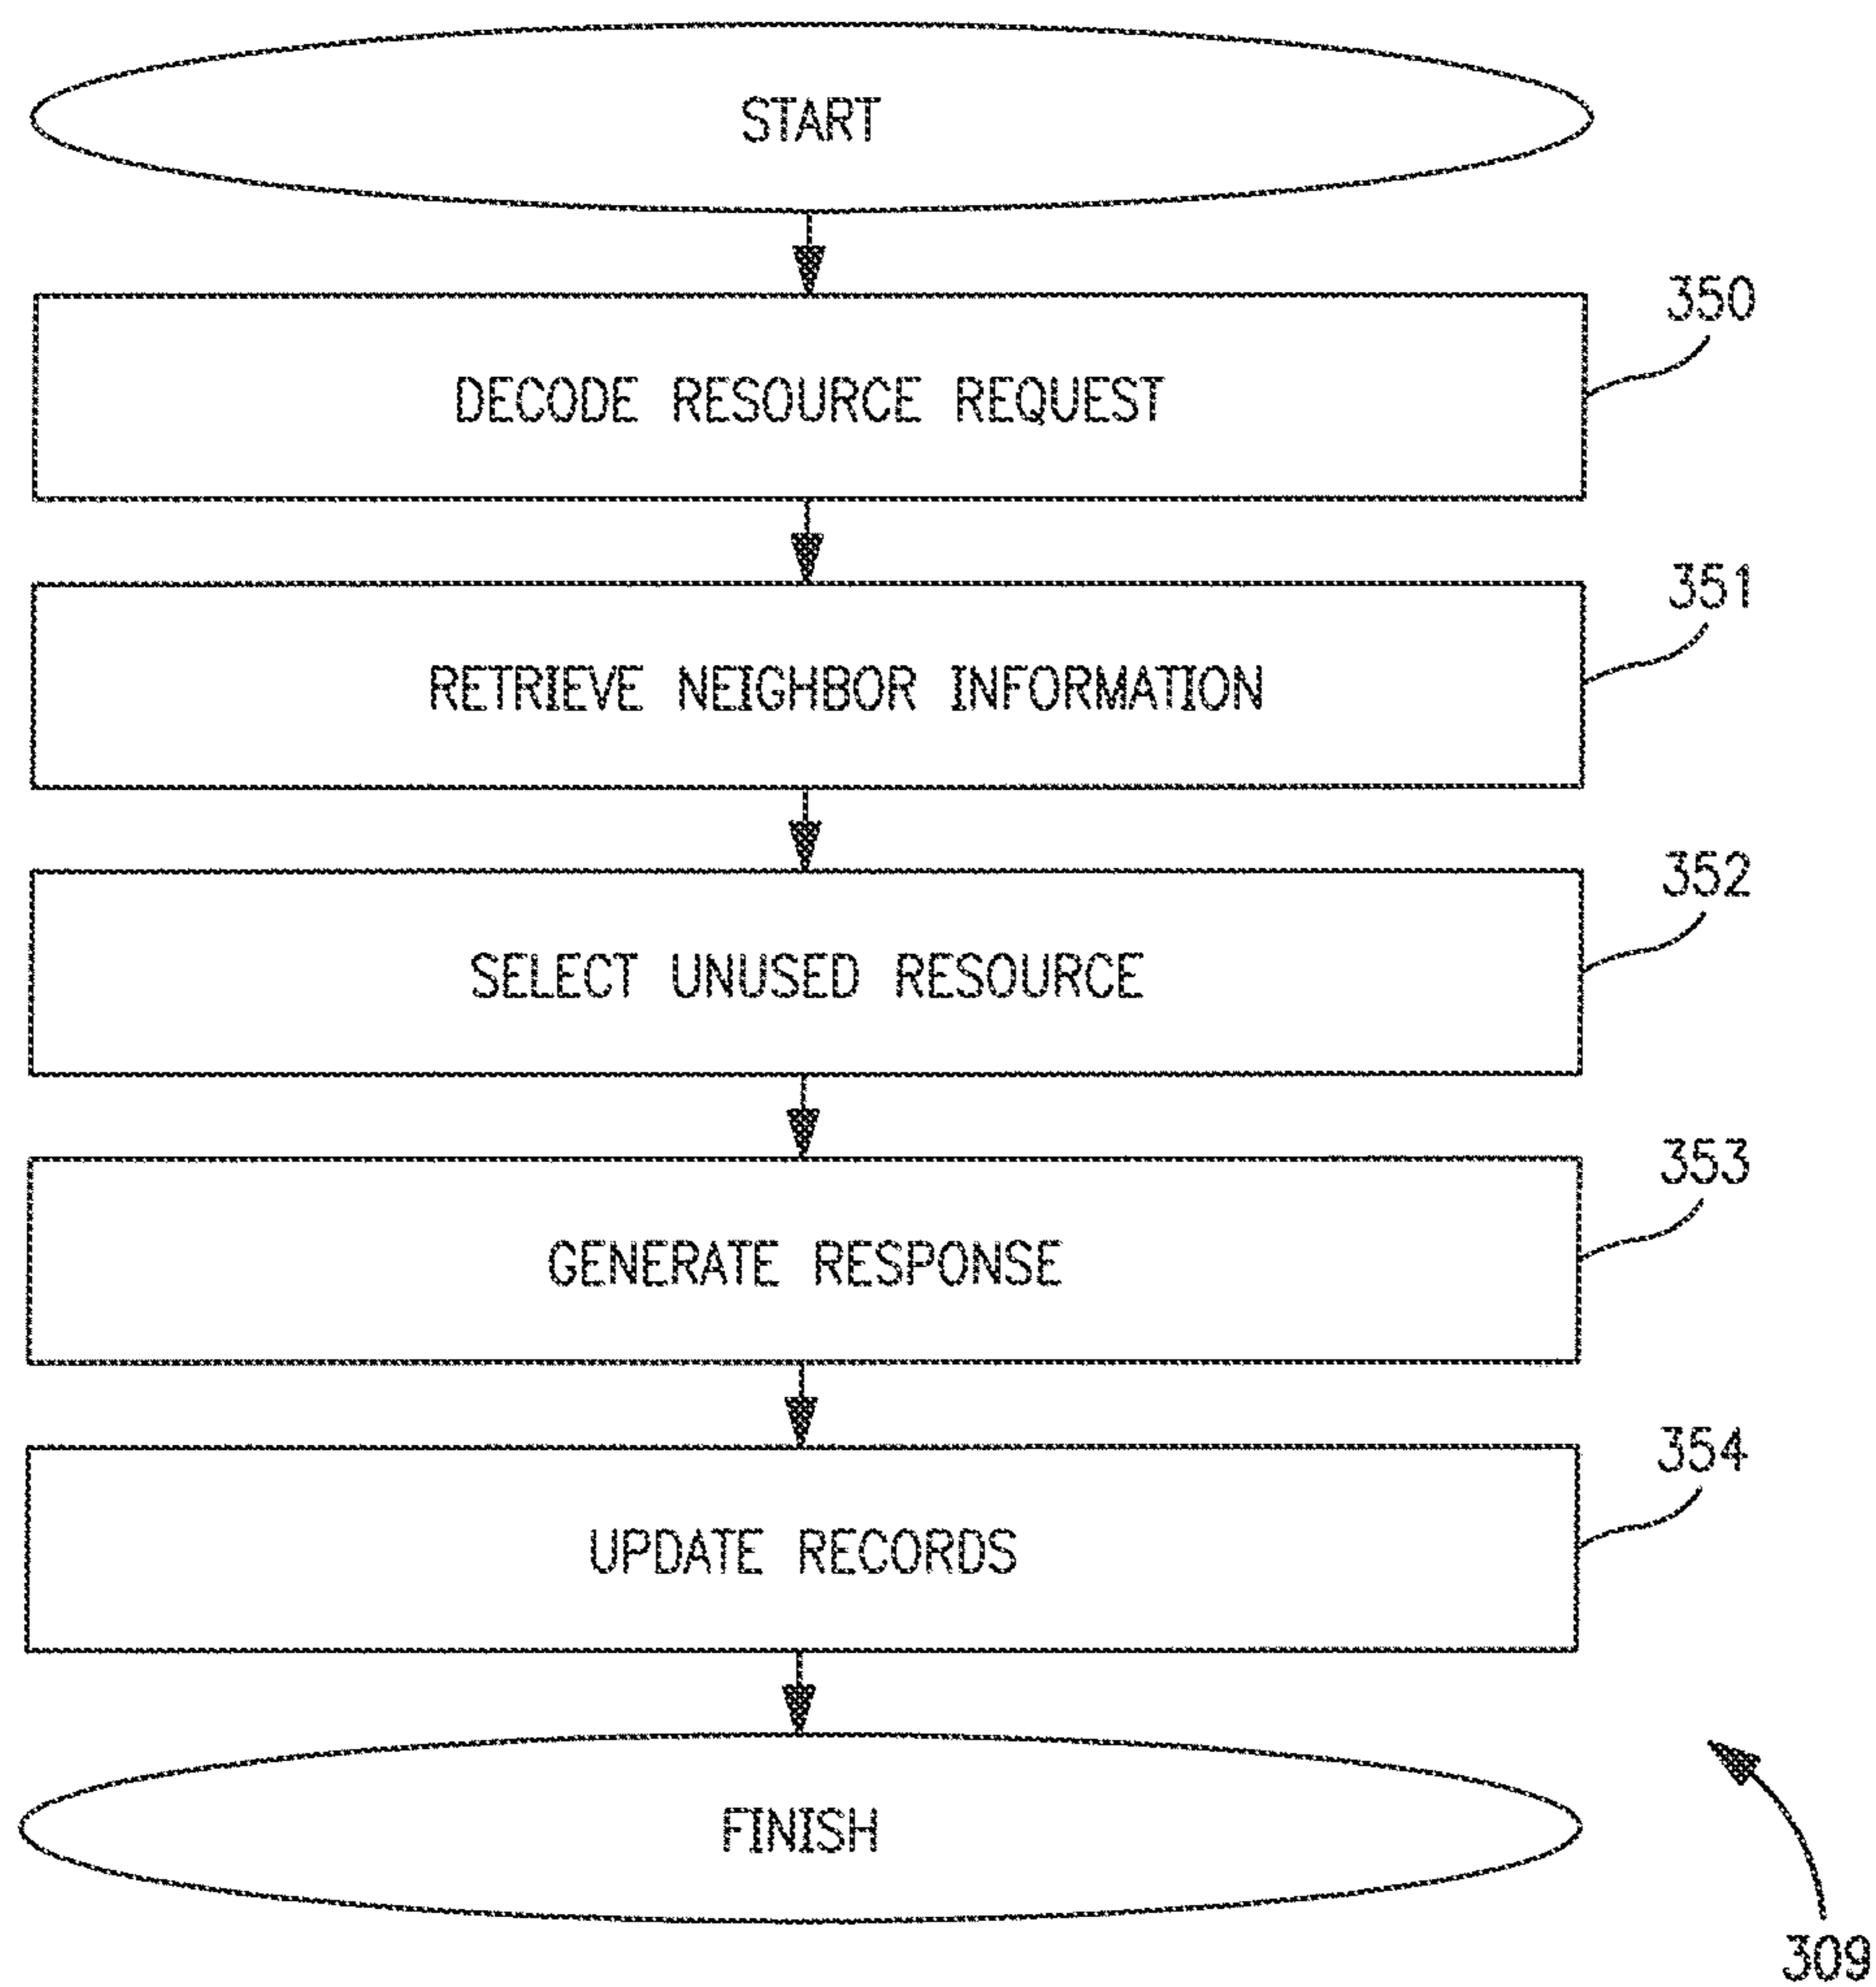 START
350
DECODE RESOURCE REQUEST
351
RETRIEVE NEIGHBOR INFORMATION
352
SELECT UNUSED RESOURCE
353
GENERATE RESPONSE
354
UPDATE RECORDS
FINISH
309